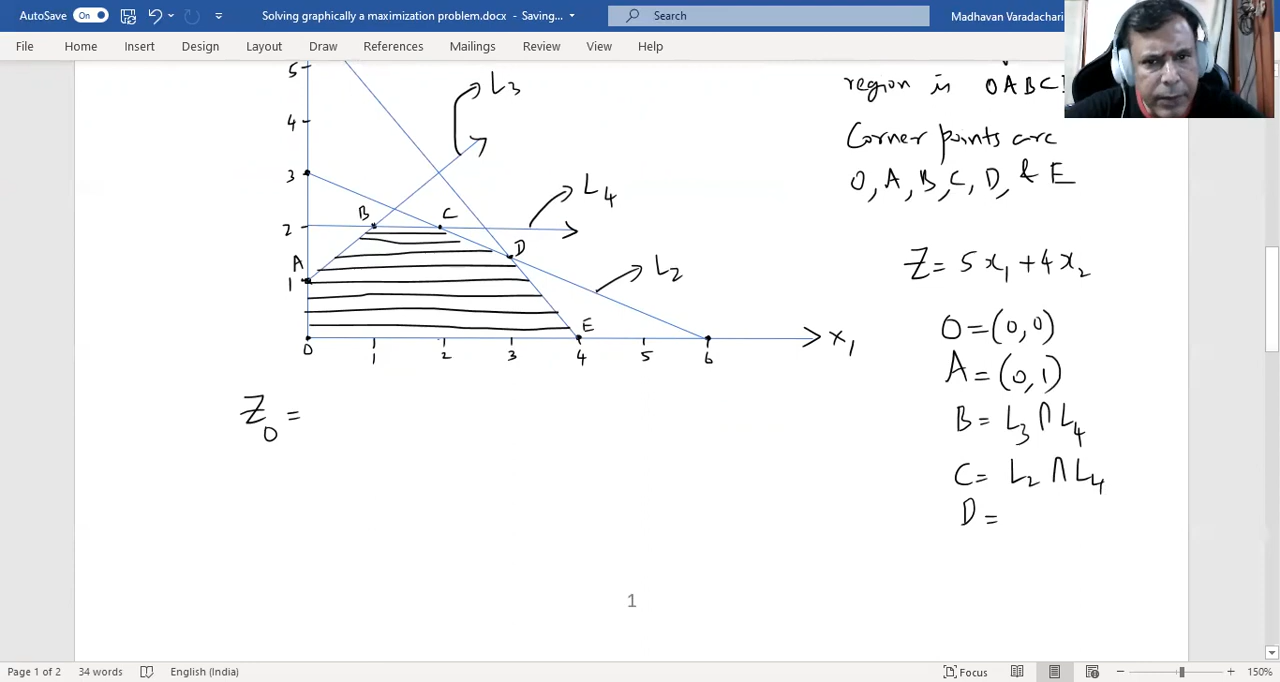 AutoSave On Solving graphically a maximization problem.docx - Saving... Search Madhavan Varadachari
File Home Insert Design Layout Draw References Mailings Review View Help
5
L3
region is OABC
4
Corner points are
O, A, B, C, D, & E
3
L4
B C
2
D
L2
Z = 5x1 + 4x2
A
1
E
O = (0,0)
x1
0 1 2 3 4 5 6
A = (0,1)
Z0 =
B = L3 ∩ L4
C = L2 ∩ L4
D =
1
Page 1 of 2 34 words English (India) Focus 150%